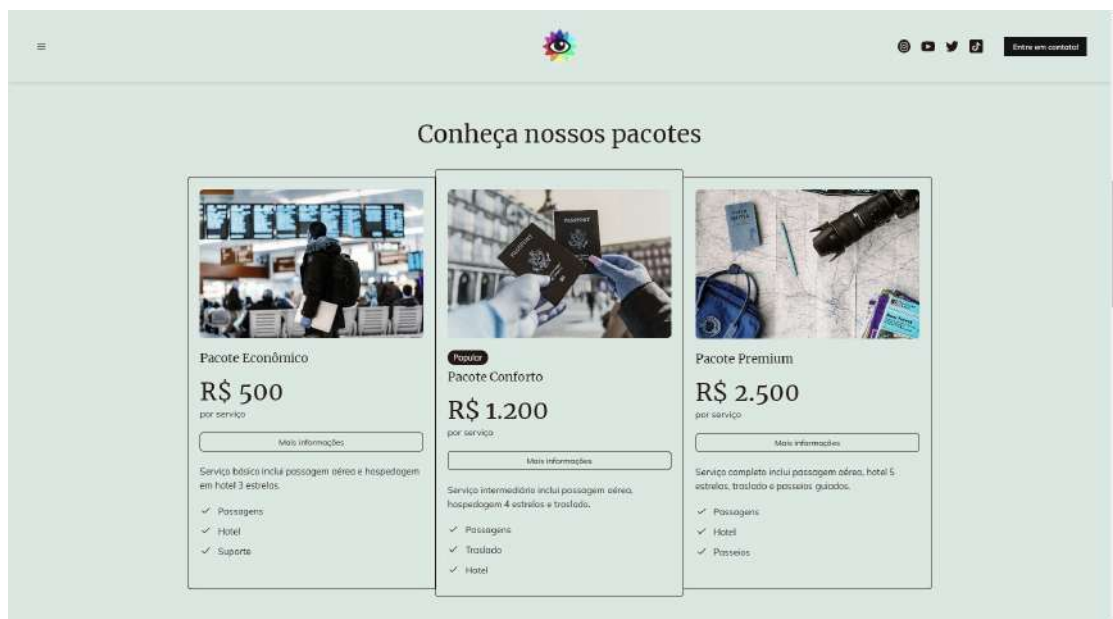 Entre em contato!
Conheça nossos pacotes
Pacote Econômico
R$ 500
por serviço
Mais informações
Serviço básico inclui passagem aérea e hospedagem
em hotel 3 estrelas.
Passagens
Hotel
Suporte
PASSPORT
PASSPORT
Popular
Pacote Conforto
R$ 1.200
por serviço
Mais informações
Serviço intermediário inclui passagem aérea,
hospedagem 4 estrelas e traslado.
Passagens
Traslado
Hotel
Pacote Premium
R$ 2.500
por serviço
Mais informações
Serviço completo inclui passagem aérea, hotel 5
estrelas, traslado e passeios guiados.
Passagens
Hotel
Passeios